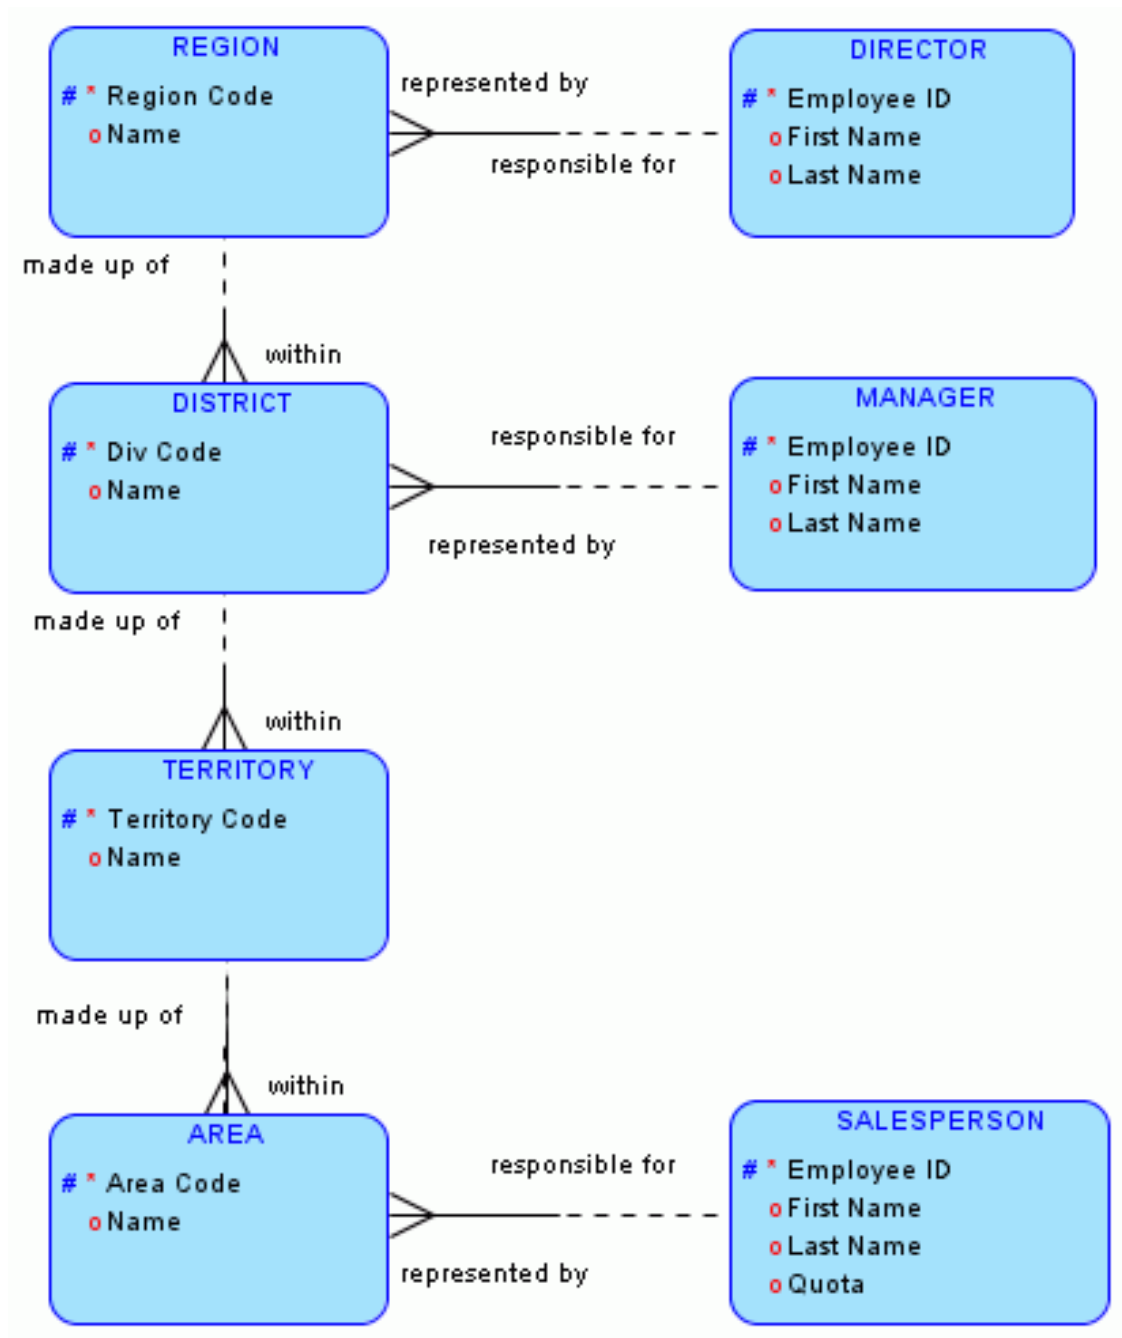 REGION
# * Region Code
o Name
represented by
responsible for
DIRECTOR
# * Employee ID
o First Name
o Last Name
made up of
within
DISTRICT
# * Div Code
o Name
responsible for
represented by
MANAGER
# * Employee ID
o First Name
o Last Name
made up of
within
TERRITORY
# * Territory Code
o Name
made up of
within
AREA
# * Area Code
o Name
responsible for
represented by
SALESPERSON
# * Employee ID
o First Name
o Last Name
o Quota